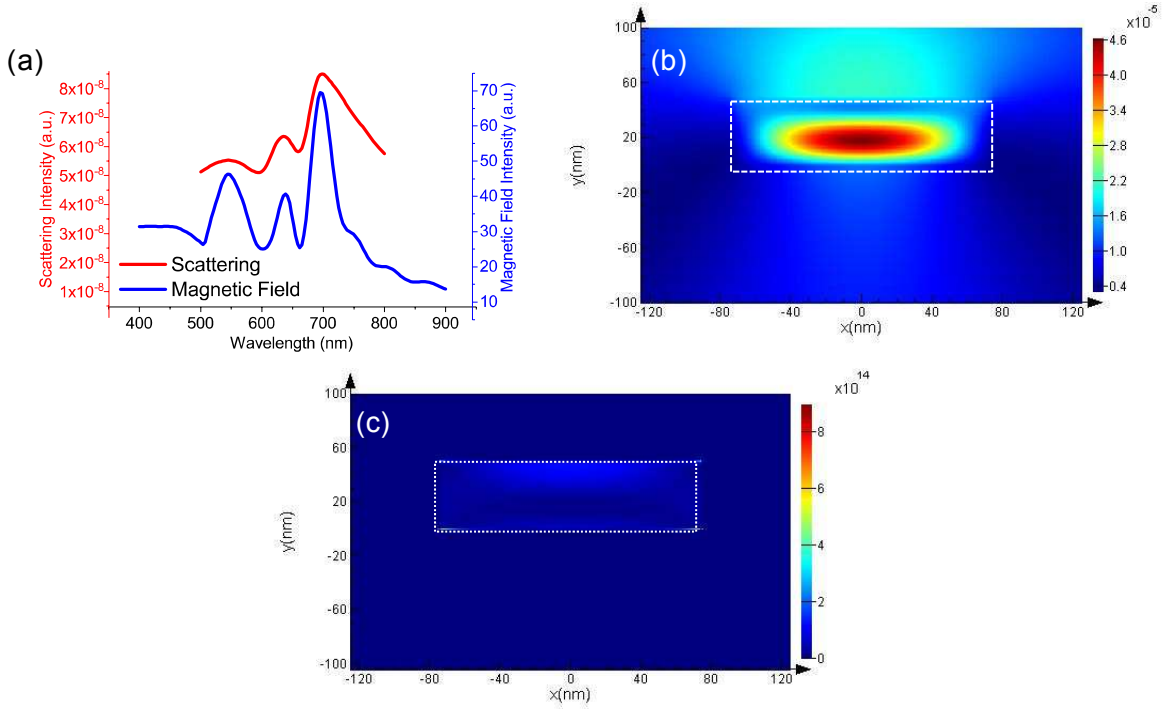 (a)
8x10⁻⁸
7x10⁻⁸
6x10⁻⁸
5x10⁻⁸
4x10⁻⁸
3x10⁻⁸
2x10⁻⁸
1x10⁻⁸
Scattering Intensity (a.u.)
Scattering
Magnetic Field
400 500 600 700 800 900
Wavelength (nm)
70
60
50
40
30
20
10
Magnetic Field Intensity (a.u.)
(b)
100
60
20
-20
-60
-100
y(nm)
-120 -80 -40 0 40 80 120
x(nm)
x10⁻⁵
4.6
4.0
3.4
2.8
2.2
1.6
1.0
0.4
(c)
100
60
20
-20
-60
-100
y(nm)
-120 -80 -40 0 40 80 120
x(nm)
x10¹⁴
8
6
4
2
0